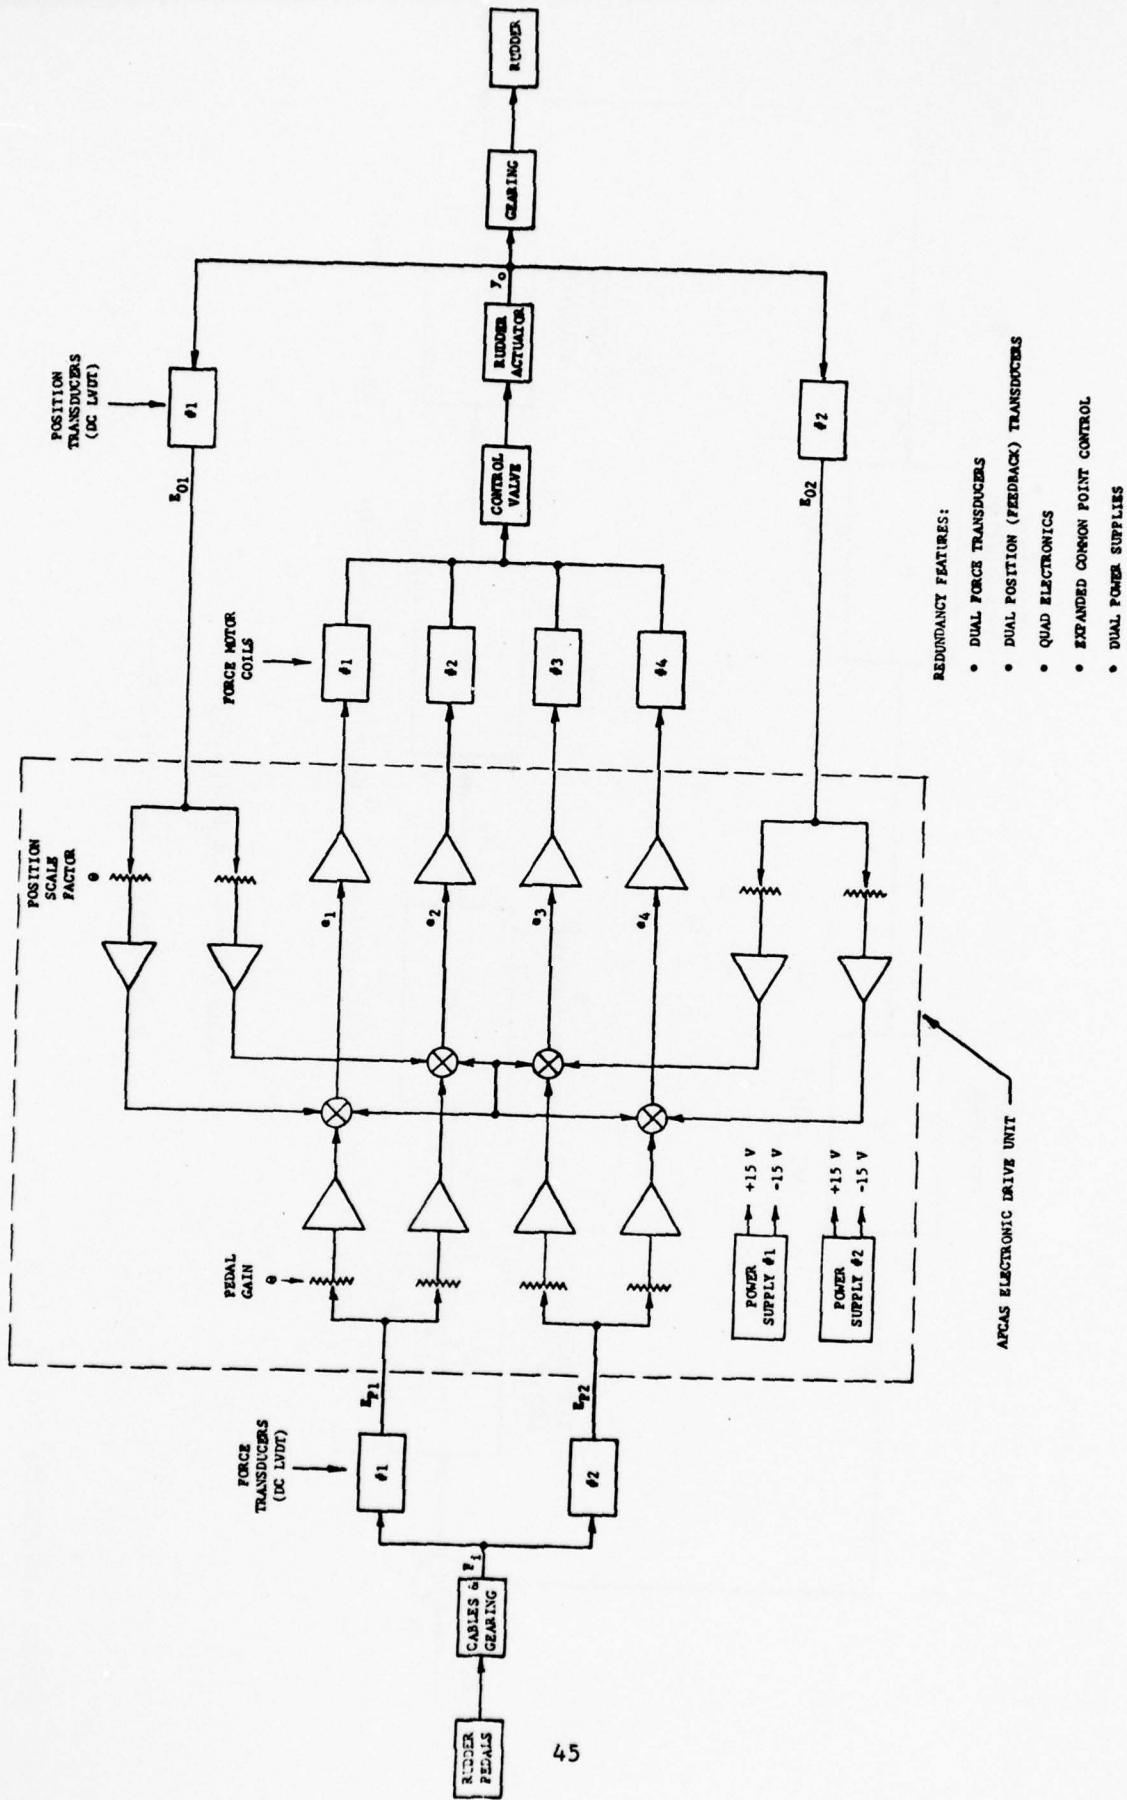 RUDDER
PEDALS
CABLES &
GEARING
Fi
FORCE
TRANSDUCERS
(DC LVDT)
#1
#2
EP1
EP2
PEDAL
GAIN
POWER
SUPPLY #1
+15 V
-15 V
POWER
SUPPLY #2
+15 V
-15 V
POSITION
SCALE
FACTOR
e1
e2
e3
e4
APCAS ELECTRONIC DRIVE UNIT
FORCE MOTOR
COILS
#1
#2
#3
#4
CONTROL
VALVE
RUDDER
ACTUATOR
yo
GEARING
RUDDER
POSITION
TRANSDUCERS
(DC LVDT)
#1
EO1
#2
EO2
REDUNDANCY FEATURES:
• DUAL FORCE TRANSDUCERS
• DUAL POSITION (FEEDBACK) TRANSDUCERS
• QUAD ELECTRONICS
• EXPANDED COMMON POINT CONTROL
• DUAL POWER SUPPLIES
45